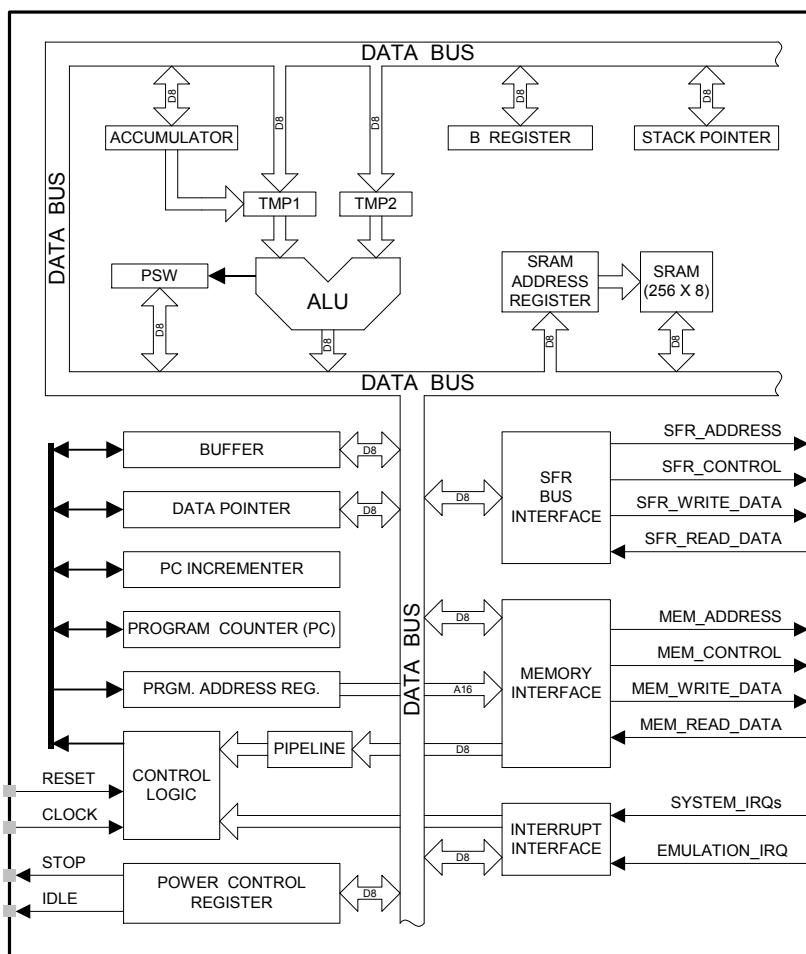 DATA BUS
D8
D8
D8
D8
D8
ACCUMULATOR
B REGISTER
STACK POINTER
DATA BUS
TMP1
TMP2
PSW
ALU
SRAM
ADDRESS
REGISTER
SRAM
(256 X 8)
D8
D8
D8
D8
DATA BUS
BUFFER
D8
DATA POINTER
D8
PC INCREMENTER
PROGRAM COUNTER (PC)
PRGM. ADDRESS REG.
A16
DATA BUS
D8
SFR
BUS
INTERFACE
SFR_ADDRESS
SFR_CONTROL
SFR_WRITE_DATA
SFR_READ_DATA
D8
MEMORY
INTERFACE
MEM_ADDRESS
MEM_CONTROL
MEM_WRITE_DATA
MEM_READ_DATA
PIPELINE
D8
CONTROL
LOGIC
RESET
CLOCK
INTERRUPT
INTERFACE
D8
SYSTEM_IRQs
EMULATION_IRQ
STOP
IDLE
POWER CONTROL
REGISTER
D8